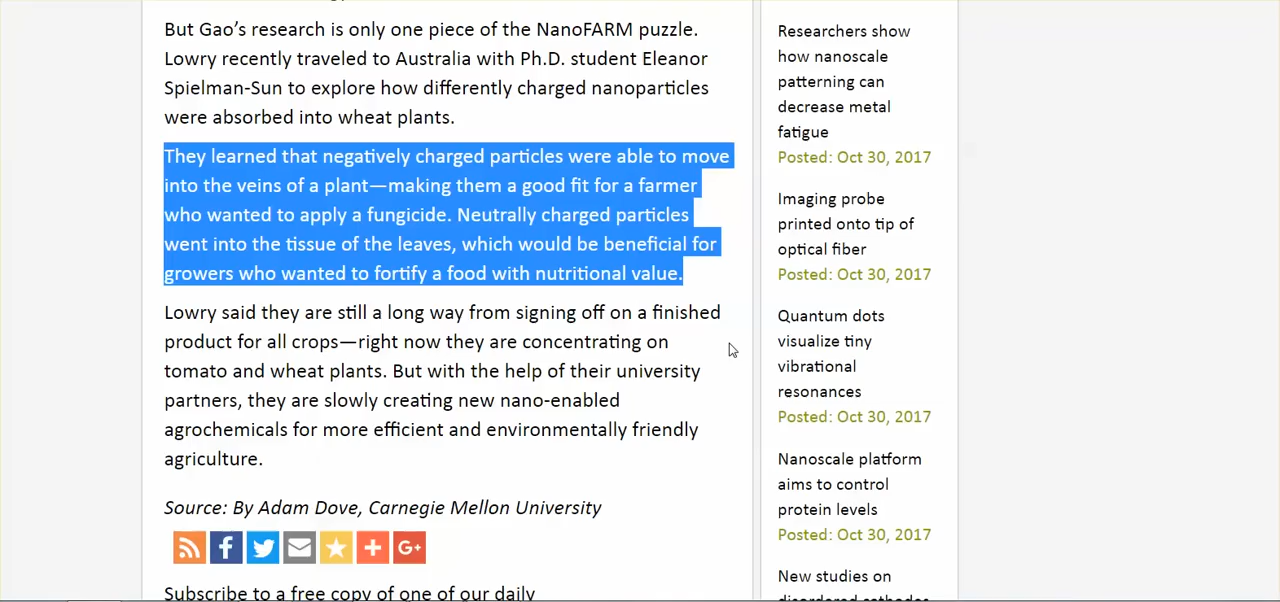 But Gao’s research is only one piece of the NanoFARM puzzle.
Lowry recently traveled to Australia with Ph.D. student Eleanor
Spielman-Sun to explore how differently charged nanoparticles
were absorbed into wheat plants.
They learned that negatively charged particles were able to move
into the veins of a plant—making them a good fit for a farmer
who wanted to apply a fungicide. Neutrally charged particles
went into the tissue of the leaves, which would be beneficial for
growers who wanted to fortify a food with nutritional value.
Lowry said they are still a long way from signing off on a finished
product for all crops—right now they are concentrating on
tomato and wheat plants. But with the help of their university
partners, they are slowly creating new nano-enabled
agrochemicals for more efficient and environmentally friendly
agriculture.
Source: By Adam Dove, Carnegie Mellon University
G+
Subscribe to a free copy of one of our daily
Researchers show
how nanoscale
patterning can
decrease metal
fatigue
Posted: Oct 30, 2017
Imaging probe
printed onto tip of
optical fiber
Posted: Oct 30, 2017
Quantum dots
visualize tiny
vibrational
resonances
Posted: Oct 30, 2017
Nanoscale platform
aims to control
protein levels
Posted: Oct 30, 2017
New studies on
disordered cathodes